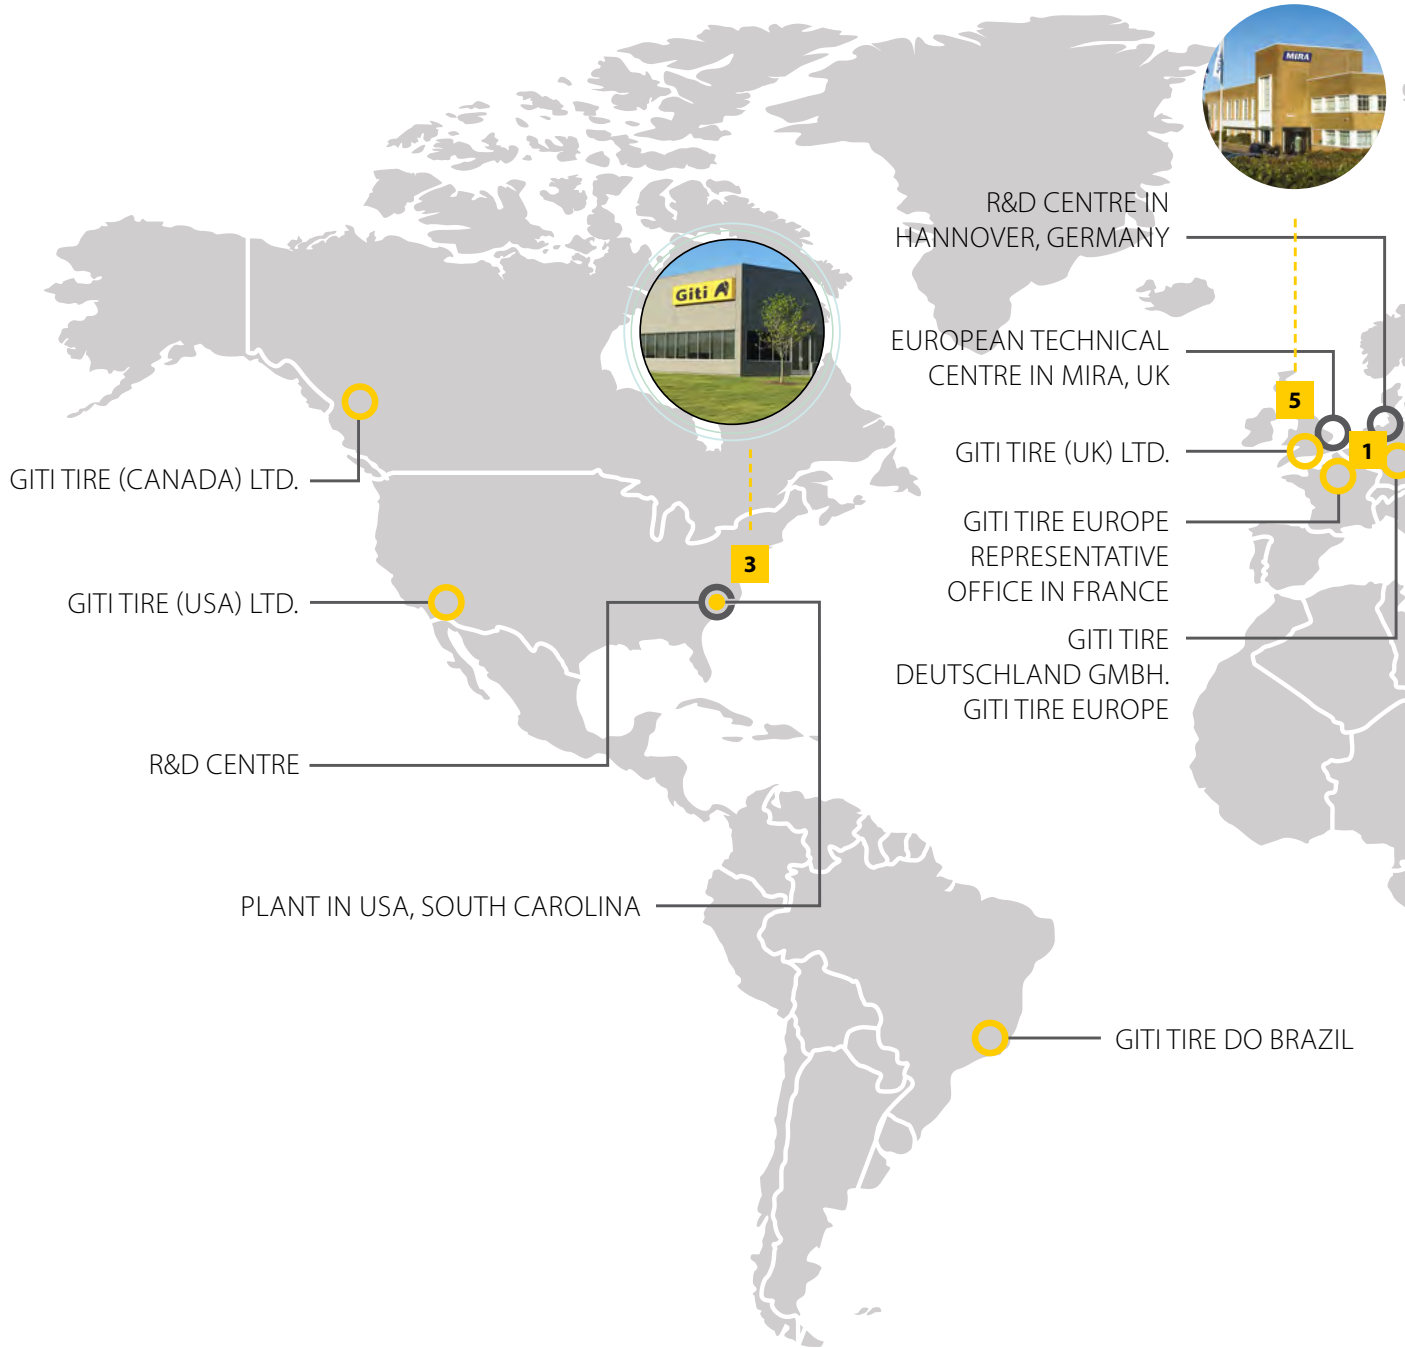 MIRA
R&D CENTRE IN
HANNOVER, GERMANY
Giti
EUROPEAN TECHNICAL
CENTRE IN MIRA, UK
5
1
GITI TIRE (UK) LTD.
GITI TIRE (CANADA) LTD.
GITI TIRE EUROPE
REPRESENTATIVE
OFFICE IN FRANCE
3
GITI TIRE (USA) LTD.
GITI TIRE
DEUTSCHLAND GMBH.
GITI TIRE EUROPE
R&D CENTRE
PLANT IN USA, SOUTH CAROLINA
GITI TIRE DO BRAZIL